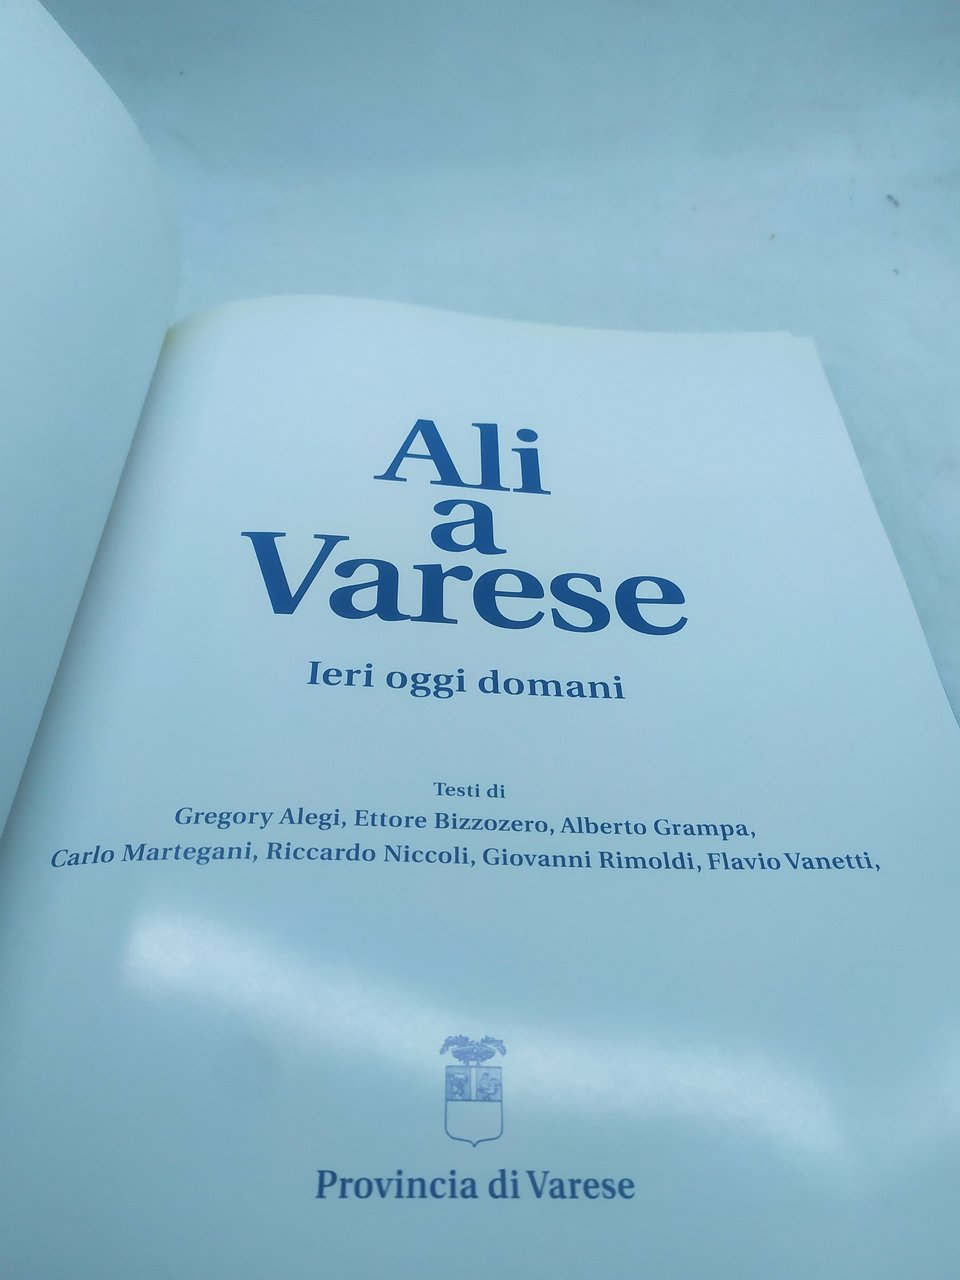 Ali
a
Varese
Ieri oggi domani
Testi di
Gregory Alegi, Ettore Bizzozero, Alberto Grampa,
Carlo Martegani, Riccardo Niccoli, Giovanni Rimoldi, Flavio Vanetti,
Provincia di Varese